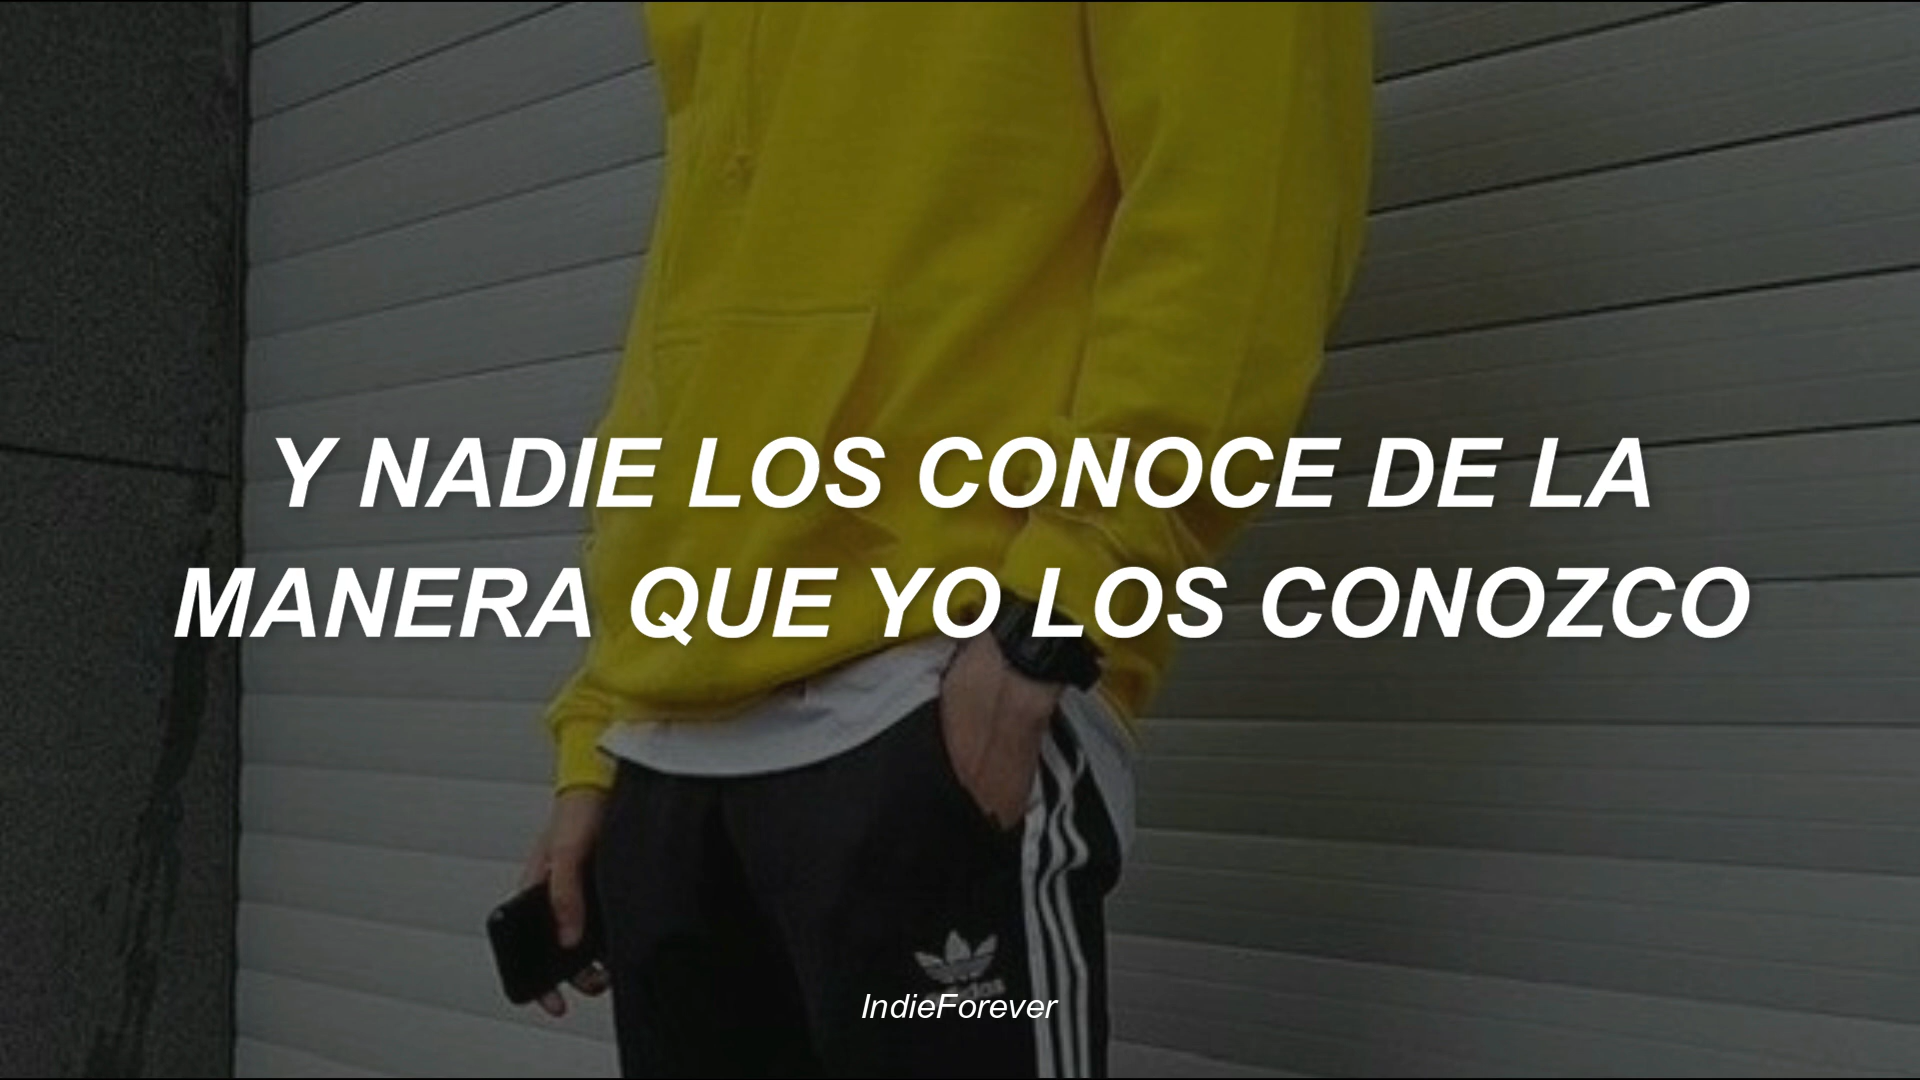 Y NADIE LOS CONOCE DE LA
MANERA QUE YO LOS CONOZCO
IndieForever